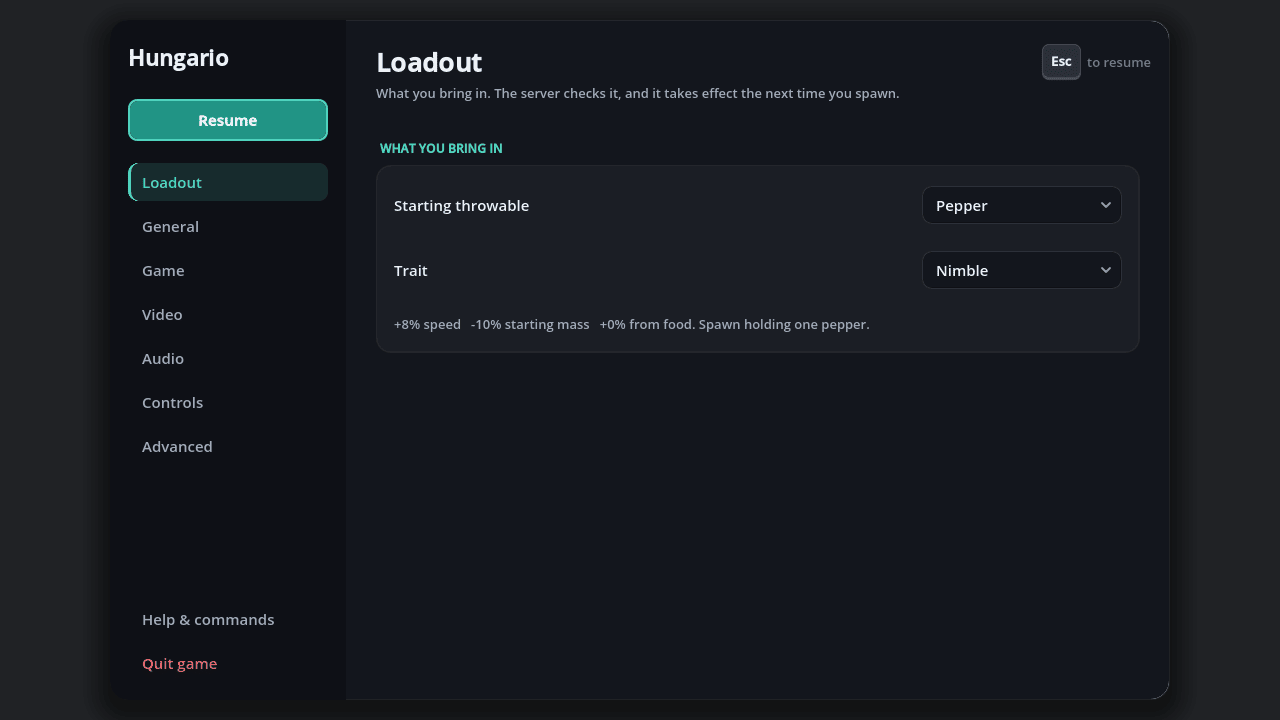 Hungario
Resume
Loadout
General
Game
Video
Audio
Controls
Advanced
Help & commands
Quit game
Loadout
Esc to resume
What you bring in. The server checks it, and it takes effect the next time you spawn.
WHAT YOU BRING IN
Starting throwable Pepper
Trait Nimble
+8% speed -10% starting mass +0% from food. Spawn holding one pepper.